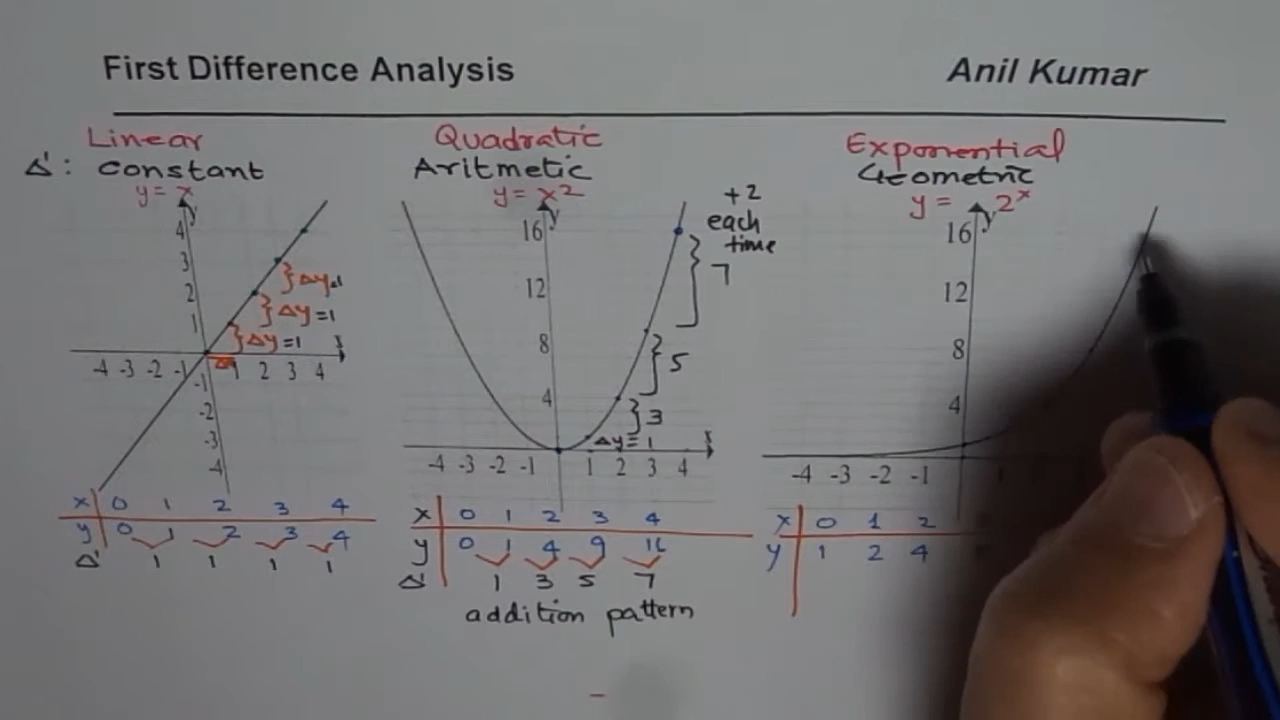 First Difference Analysis
Anil Kumar
Linear
Δ': Constant
y = x
y
4
3
2
1
} Δy=1
} Δy=1
} Δy=1
-4 -3 -2 -1 1 2 3 4
-1
-2
-3
-4
x 0 1 2 3 4
y 0 1 2 3 4
Δ' 1 1 1 1
Quadratic
Aritmetic
y = x2
y
16
12
8
4
+2
each
time
} 7
} 5
} 3
Δy = 1
-4 -3 -2 -1 1 2 3 4
x 0 1 2 3 4
y 0 1 4 9 16
Δ' 1 3 5 7
addition pattern
Exponential
Geometric
y = 2x
y
16
12
8
4
-4 -3 -2 -1
x 0 1 2
y 1 2 4